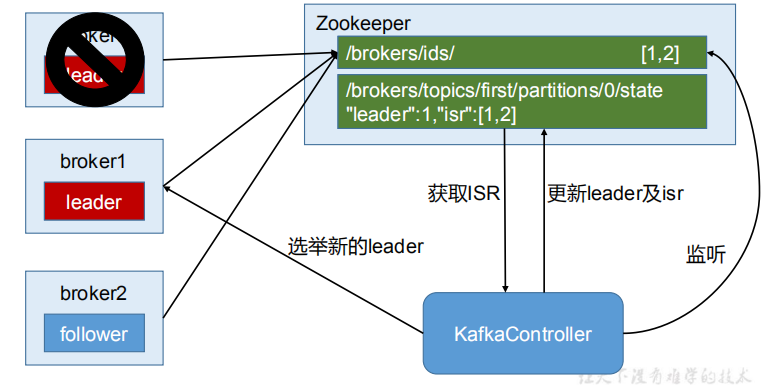 Zookeeper
/brokers/ids/ [1,2]
/brokers/topics/first/partitions/0/state
"leader":1,"isr":[1,2]
broker1
leader
broker2
follower
获取ISR
更新leader及isr
选举新的leader
监听
KafkaController
让天下没有难学的技术